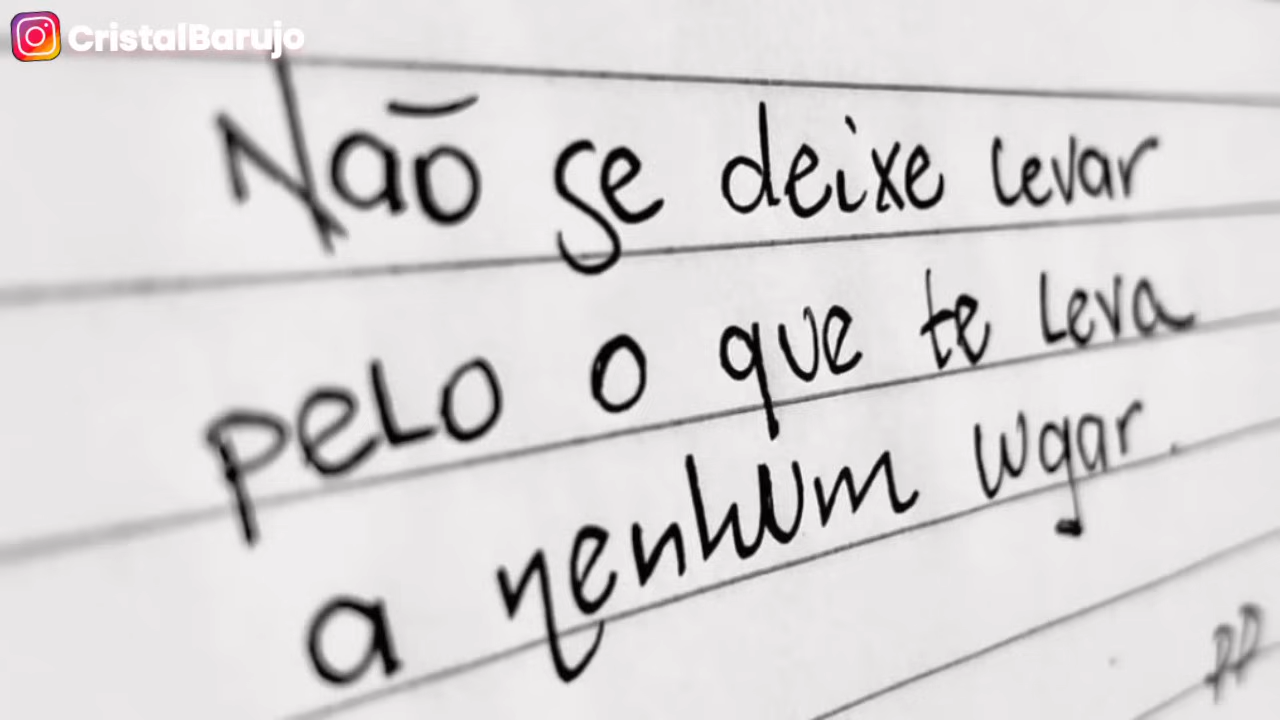 CristalBarujo
Não se deixe levar
pelo o que te leva
a nenhum lugar.